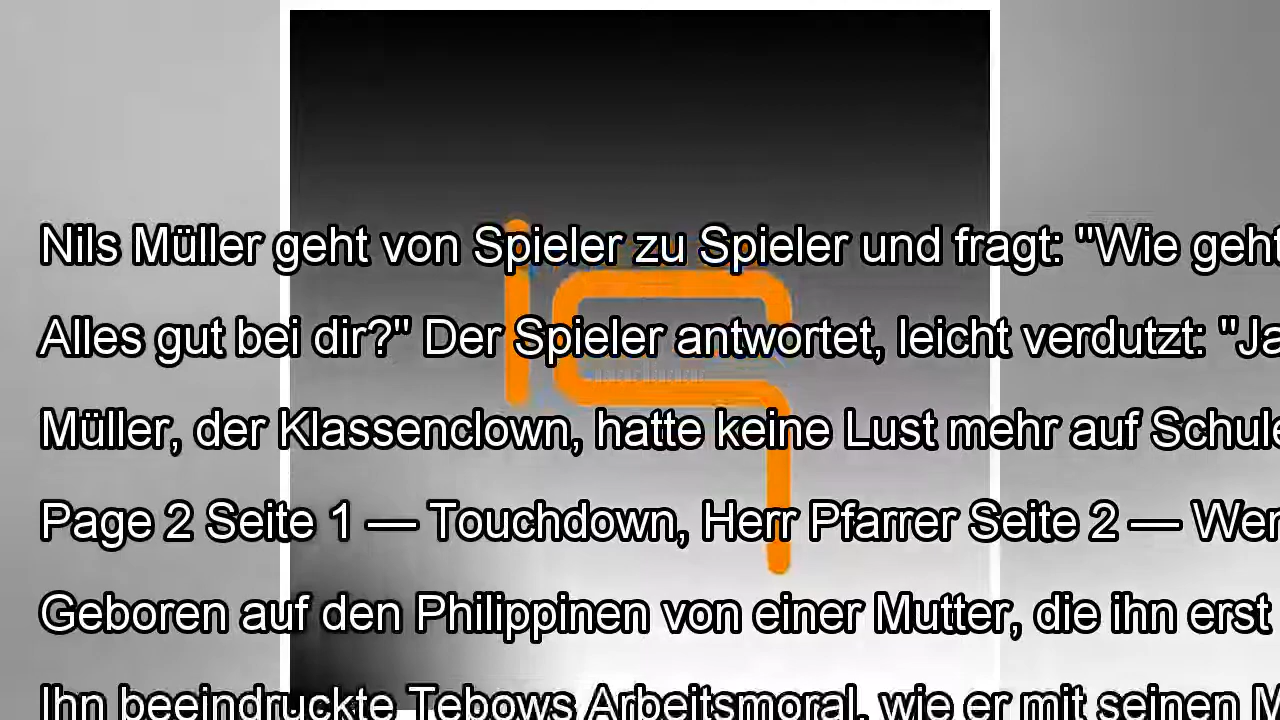 Nils Müller geht von Spieler zu Spieler und fragt: "Wie geht
Alles gut bei dir?" Der Spieler antwortet, leicht verdutzt: "Ja
Müller, der Klassenclown, hatte keine Lust mehr auf Schule
Page 2 Seite 1 — Touchdown, Herr Pfarrer Seite 2 — Wer
Geboren auf den Philippinen von einer Mutter, die ihn erst
Ihn beeindruckte Tebows Arbeitsmoral, wie er mit seinen